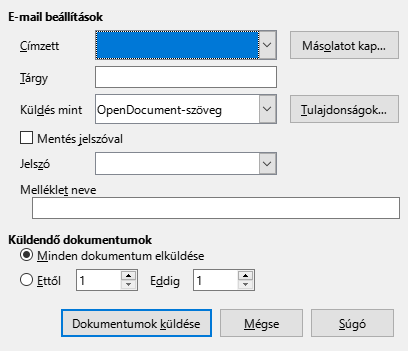 E-mail beállítások
Címzett Másolatot kap...
Tárgy
Küldés mint OpenDocument-szöveg Tulajdonságok...
Mentés jelszóval
Jelszó
Melléklet neve
Küldendő dokumentumok
Minden dokumentum elküldése
Ettől 1 Eddig 1
Dokumentumok küldése Mégse Súgó